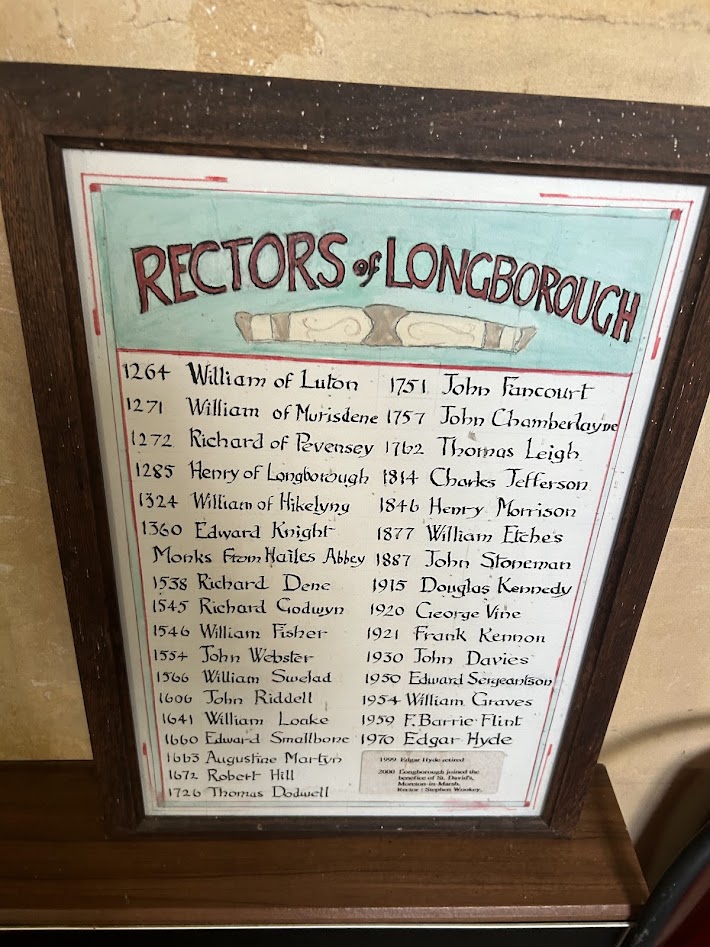 RECTORS of LONGBOROUGH
1264 William of Luton
1271 William of Murisdene
1272 Richard of Pevensey
1285 Henry of Longborough
1324 William of Hikelyng
1360 Edward Knight
Monks From Hailes Abbey
1538 Richard Dene
1545 Richard Godwyn
1546 William Fisher
1554 John Webster
1566 William Swelad
1606 John Riddell
1641 William Loake
1660 Edward Smallbone
1663 Augustine Martyn
1672 Robert Hill
1726 Thomas Dodwell
1751 John Fancourt
1757 John Chamberlayne
1762 Thomas Leigh
1814 Charles Jefferson
1846 Henry Morrison
1877 William Etches
1887 John Stoneman
1915 Douglas Kennedy
1920 George Vine
1921 Frank Kennon
1930 John Davies
1950 Edward Sergeantson
1954 William Graves
1959 F. Barrie Flint
1970 Edgar Hyde
1999 Edgar Hyde retired
2000 Longborough joined the
benefice of St. David's,
Moreton-in-Marsh.
Rector : Stephen Wookey.